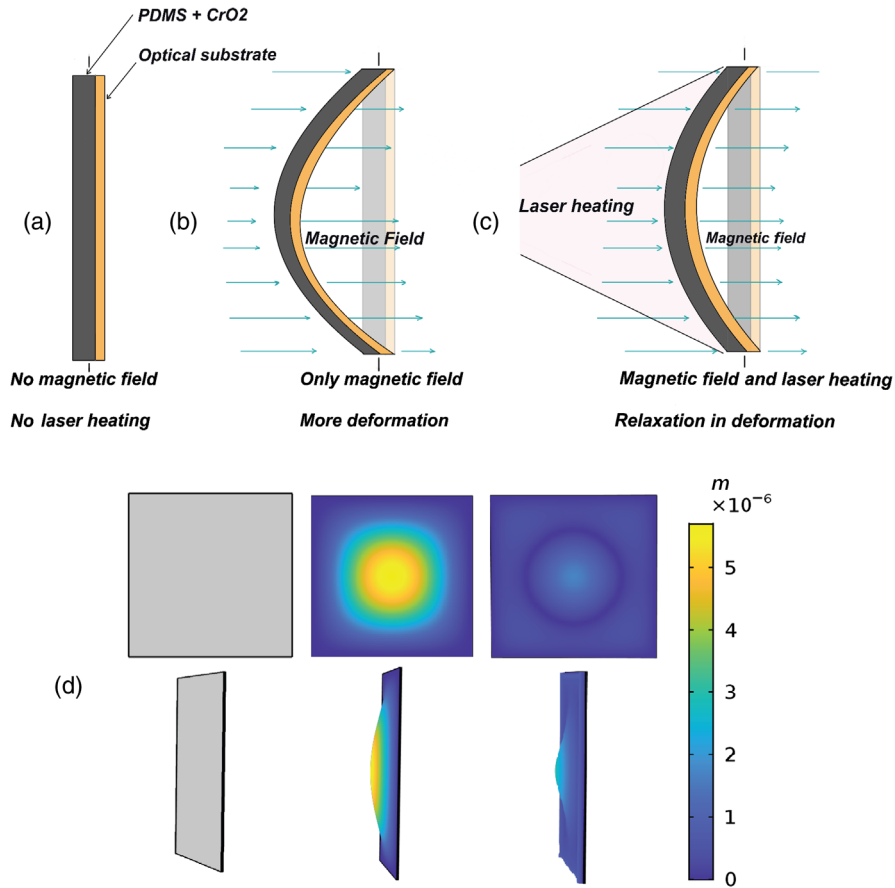 PDMS + CrO2
Optical substrate
(a)
No magnetic field
No laser heating
(b)
Magnetic Field
Only magnetic field
More deformation
(c)
Laser heating
Magnetic field
Magnetic field and laser heating
Relaxation in deformation
(d)
m
×10⁻⁶
5
4
3
2
1
0